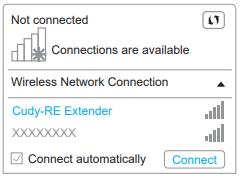 Not connected
Connections are available
Wireless Network Connection
Cudy-RE Extender
XXXXXXXX
Connect automatically
Connect